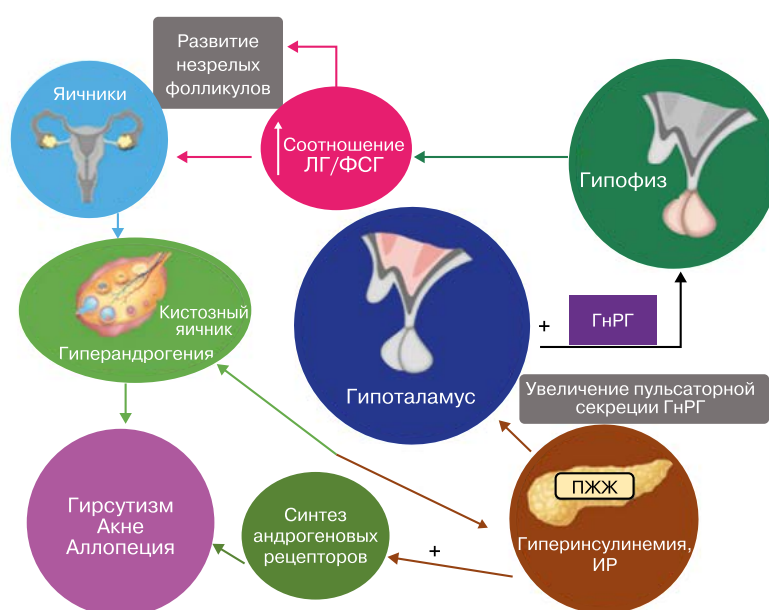 Развитие
незрелых
фолликулов
Яичники
Соотношение
ЛГ/ФСГ
Гипофиз
Кистозный
яичник
Гиперандрогения
+
ГнРГ
Гипоталамус
Увеличение пульсаторной
секреции ГнРГ
Гирсутизм
Акне
Аллопеция
Синтез
андрогеновых
рецепторов
+
ПЖЖ
Гиперинсулинемия,
ИР